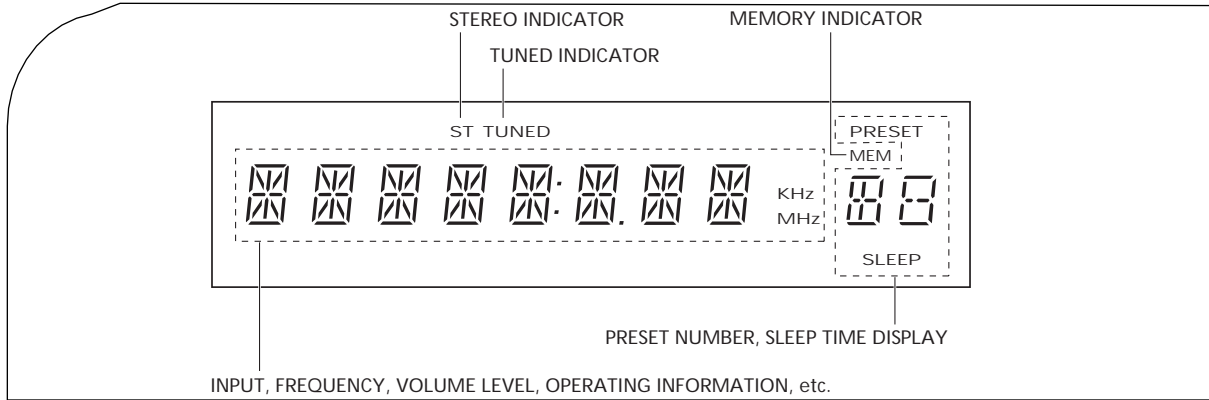 STEREO INDICATOR
MEMORY INDICATOR
TUNED INDICATOR
ST TUNED
PRESET
MEM
KHz
MHz
SLEEP
PRESET NUMBER, SLEEP TIME DISPLAY
INPUT, FREQUENCY, VOLUME LEVEL, OPERATING INFORMATION, etc.